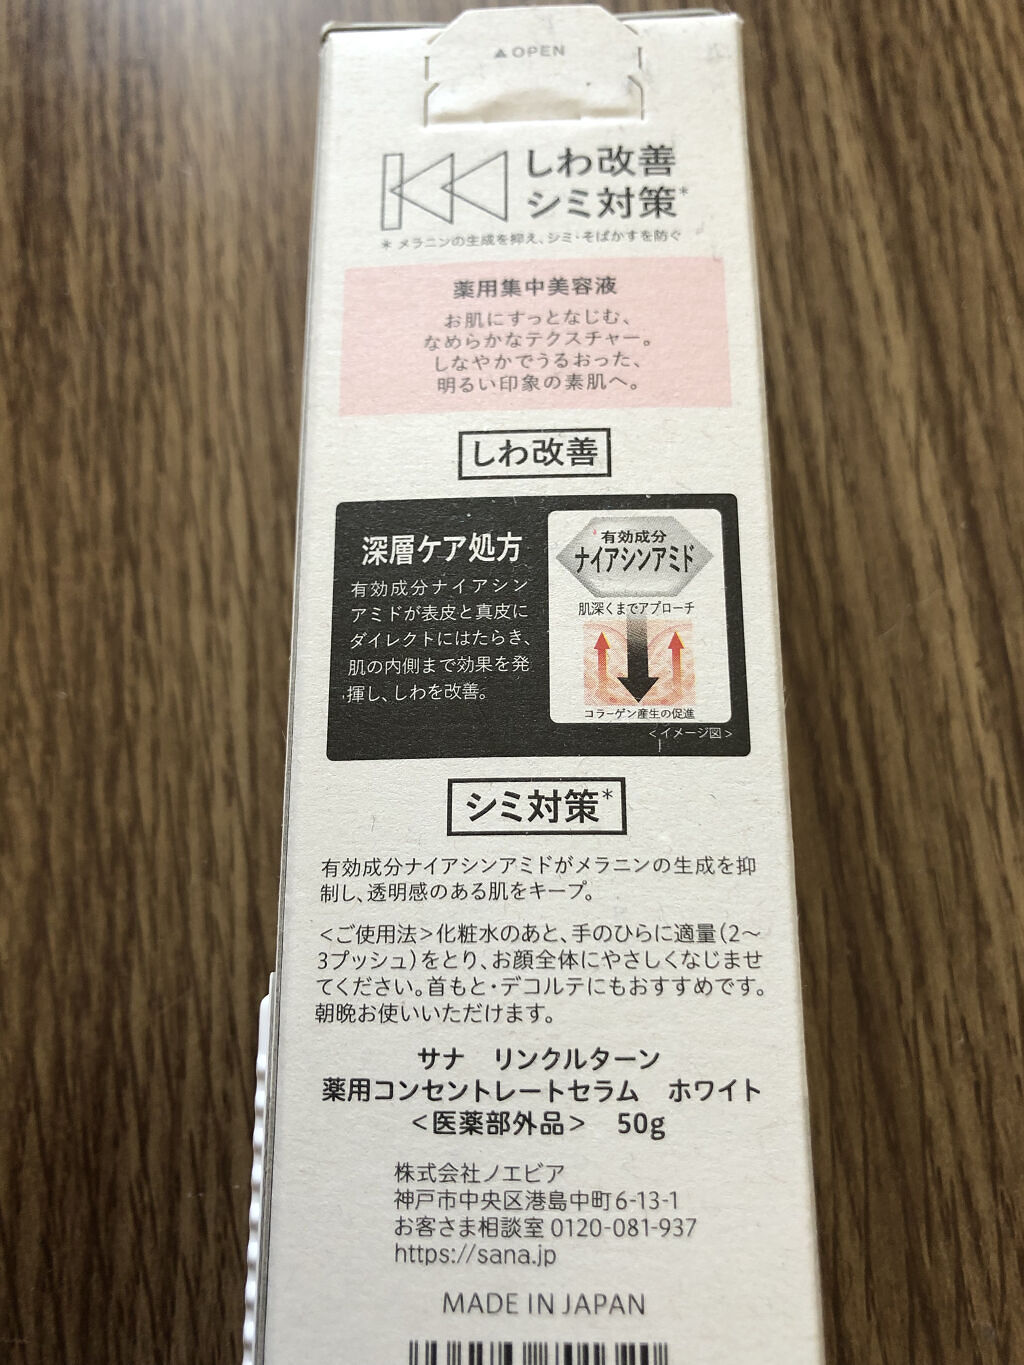 ▲OPEN
しわ改善
シミ対策*
* メラニンの生成を抑え、シミ・そばかすを防ぐ
薬用集中美容液
お肌にすっとなじむ、
なめらかなテクスチャー。
しなやかでうるおった、
明るい印象の素肌へ。
しわ改善
深層ケア処方
有効成分ナイアシン
アミドが表皮と真皮に
ダイレクトにはたらき、
肌の内側まで効果を発
揮し、しわを改善。
有効成分
ナイアシンアミド
肌深くまでアプローチ
コラーゲン産生の促進
<イメージ図>
シミ対策*
有効成分ナイアシンアミドがメラニンの生成を抑
制し、透明感のある肌をキープ。
<ご使用法>化粧水のあと、手のひらに適量(2～
3プッシュ)をとり、お顔全体にやさしくなじませ
てください。首もと・デコルテにもおすすめです。
朝晩お使いいただけます。
サナ リンクルターン
薬用コンセントレートセラム ホワイト
<医薬部外品> 50g
株式会社ノエビア
神戸市中央区港島中町6-13-1
お客さま相談室 0120-081-937
https://sana.jp
MADE IN JAPAN